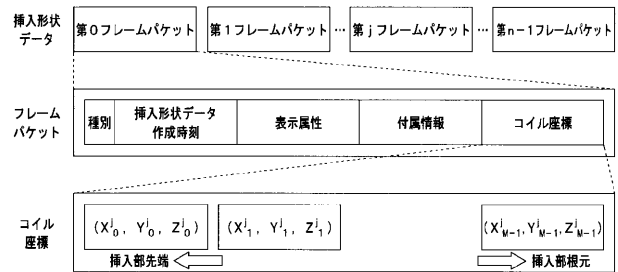 挿入形状
データ
第0フレームパケット
第1フレームパケット
…
第jフレームパケット
…
第n-1フレームパケット
フレーム
パケット
種別
挿入形状データ
作成時刻
表示属性
付属情報
コイル座標
コイル
座標
(X^j_0, Y^j_0, Z^j_0)
(X^j_1, Y^j_1, Z^j_1)
(X^j_{M-1}, Y^j_{M-1}, Z^j_{M-1})
挿入部先端
挿入部根元